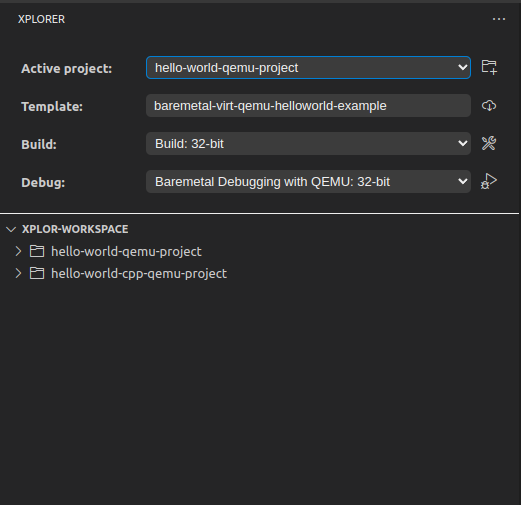 XPLORER
Active project: hello-world-qemu-project
Template: baremetal-virt-qemu-helloworld-example
Build: Build: 32-bit
Debug: Baremetal Debugging with QEMU: 32-bit
XPLOR-WORKSPACE
hello-world-qemu-project
hello-world-cpp-qemu-project